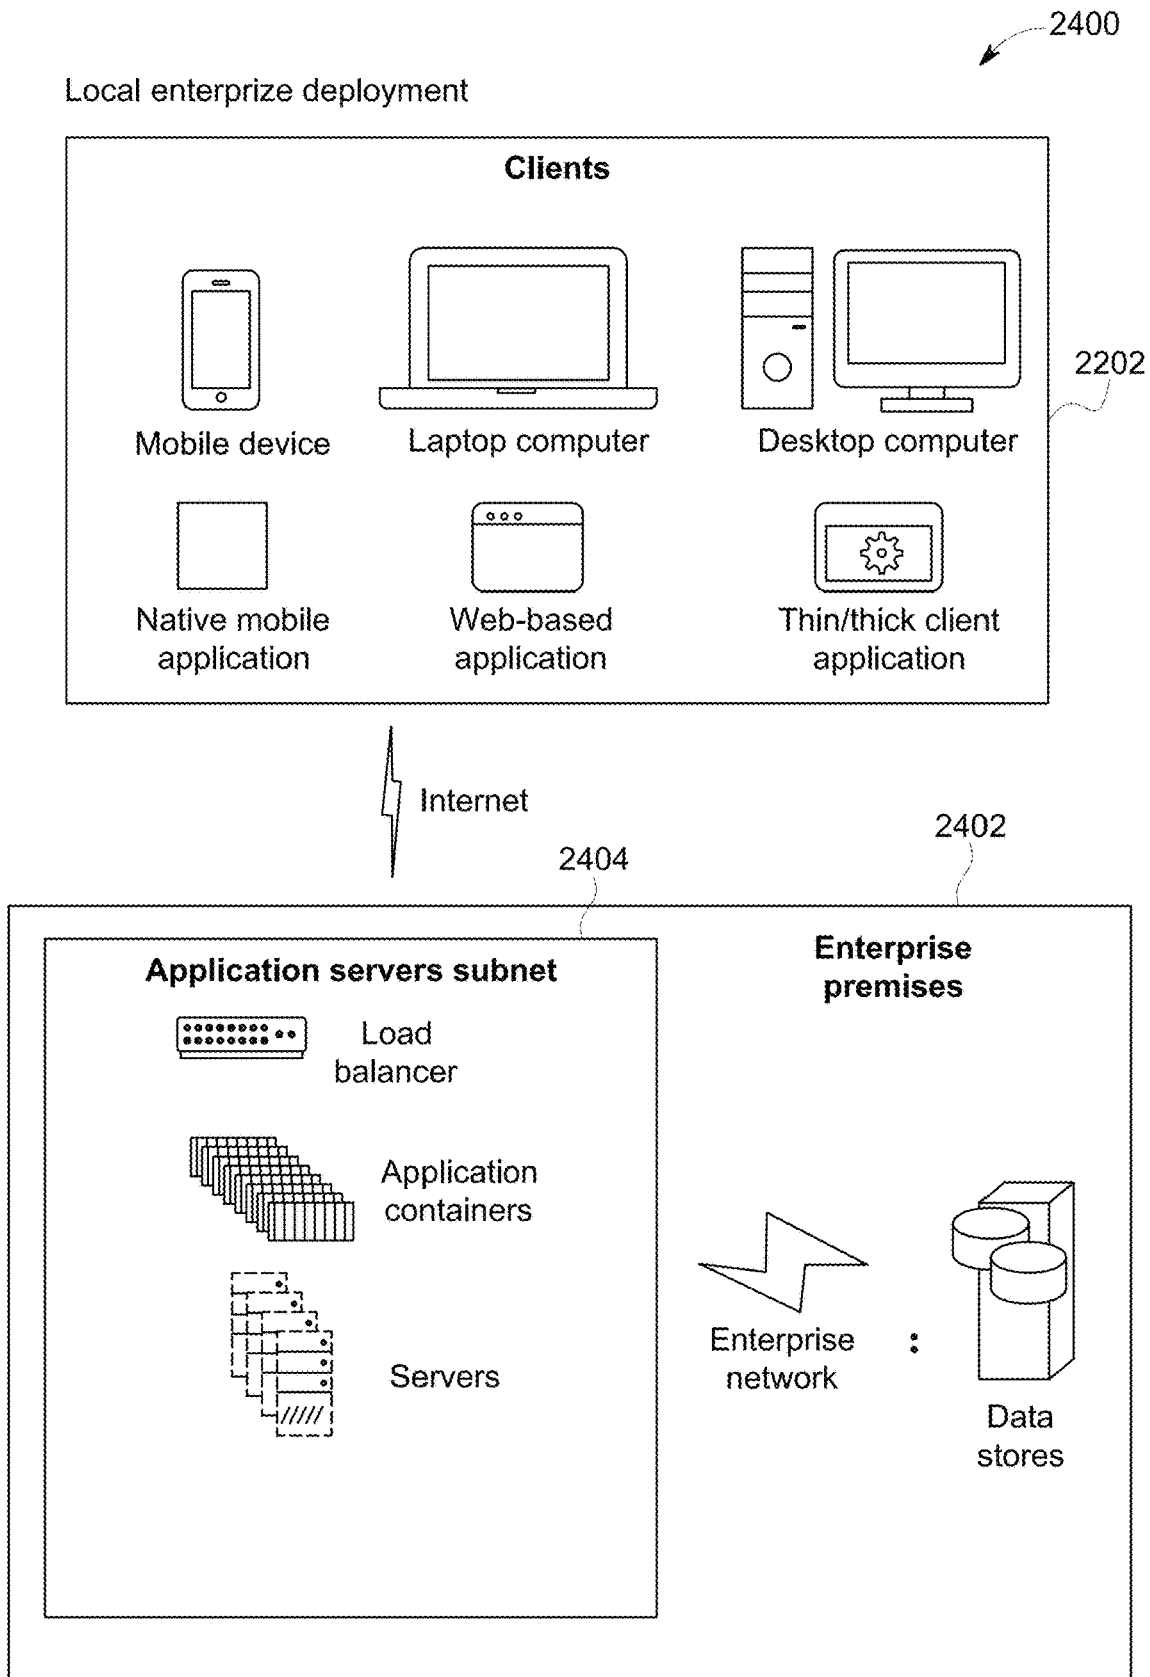 2400
Local enterprize deployment
Clients
2202
Mobile device
Laptop computer
Desktop computer
Native mobile
application
Web-based
application
Thin/thick client
application
Internet
2404
2402
Application servers subnet
Enterprise
premises
Load
balancer
Application
containers
Servers
Enterprise
network
Data
stores